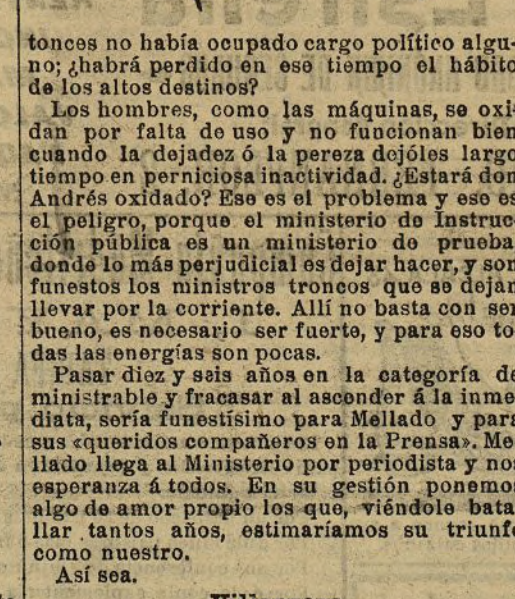 tonces no había ocupado cargo político algu-
no; ¿habrá perdido en ese tiempo el hábito
de los altos destinos?
Los hombres, como las máquinas, se oxi-
dan por falta de uso y no funcionan bien
cuando la dejadez ó la pereza dejóles largo
tiempo en perniciosa inactividad. ¿Estará don
Andrés oxidado? Ese es el problema y ese es
el peligro, porque el ministerio de Instruc-
ción pública es un ministerio de prueba
donde lo más perjudicial es dejar hacer, y son
funestos los ministros troncos que se dejan
llevar por la corriente. Allí no basta con ser
bueno, es necesario ser fuerte, y para eso to-
das las energías son pocas.
Pasar diez y seis años en la categoría de
ministrable y fracasar al ascender á la inme
diata, sería funestísimo para Mellado y para
sus «queridos compañeros en la Prensa». Me-
llado llega al Ministerio por periodista y nos
esperanza á todos. En su gestión ponemos
algo de amor propio los que, viéndole bata-
llar tantos años, estimaríamos su triunfo
como nuestro.
Así sea.